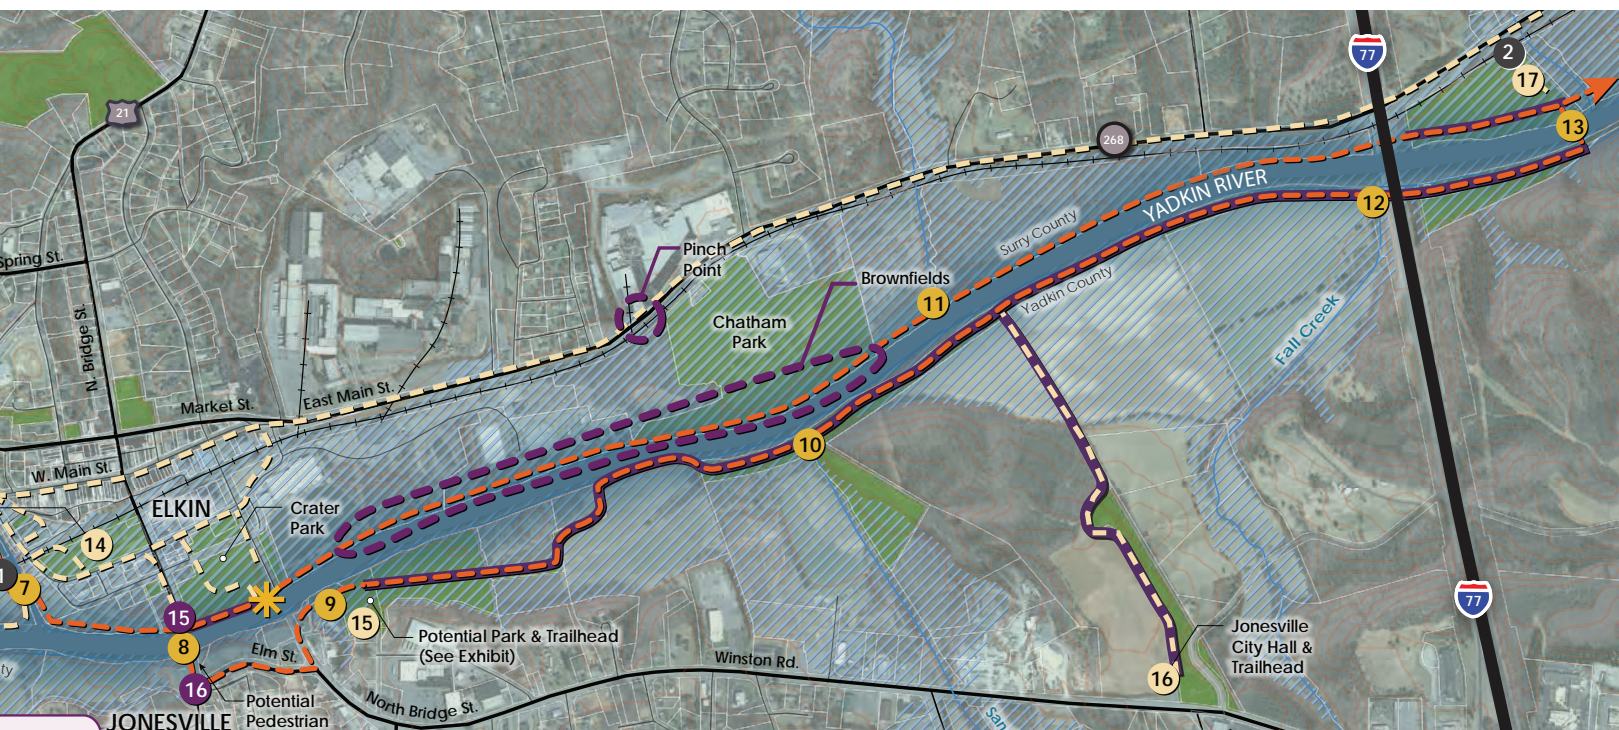 77
2
17
21
13
268
YADKIN RIVER
12
Spring St.
Pinch
Point
Surry County
Brownfields
Yadkin County
11
Chatham
Park
Fall Creek
N. Bridge St.
East Main St.
Market St.
10
W. Main St.
ELKIN
Crater
Park
14
1
7
77
9
15
15
8
Potential Park & Trailhead
(See Exhibit)
Jonesville
City Hall &
Trailhead
Elm St.
Winston Rd.
16
16
Potential
Pedestrian
North Bridge St.
JONESVILLE
ty
San